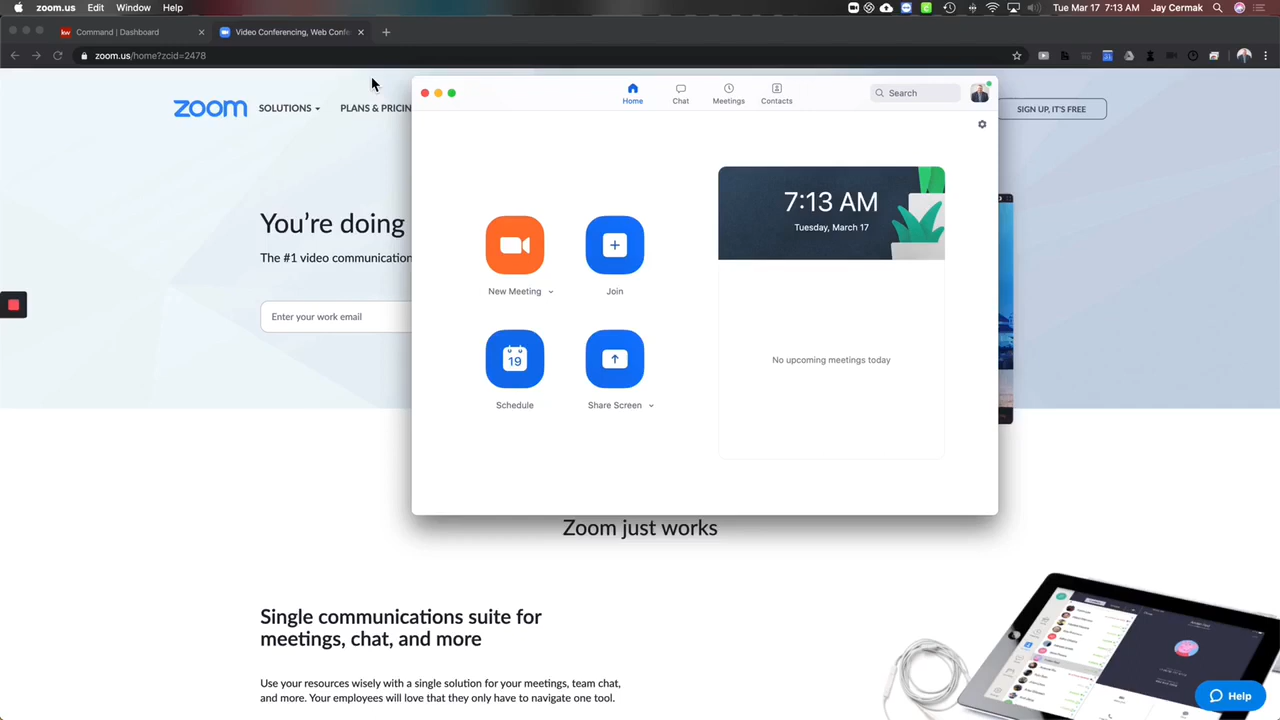 zoom.us Edit Window Help
Tue Mar 17 7:13 AM Jay Cermak
Command | Dashboard
Video Conferencing, Web Confe
zoom.us/home?zcid=2478
zoom SOLUTIONS PLANS & PRICIN
SIGN UP, IT'S FREE
Home Chat Meetings Contacts
Search
You're doing
The #1 video communication
Enter your work email
7:13 AM
Tuesday, March 17
New Meeting Join
19
Schedule Share Screen
No upcoming meetings today
Zoom just works
Single communications suite for
meetings, chat, and more
Use your resources wisely with a single solution for your meetings, team chat,
and more. Your employees will love that they only have to navigate one tool.
Help